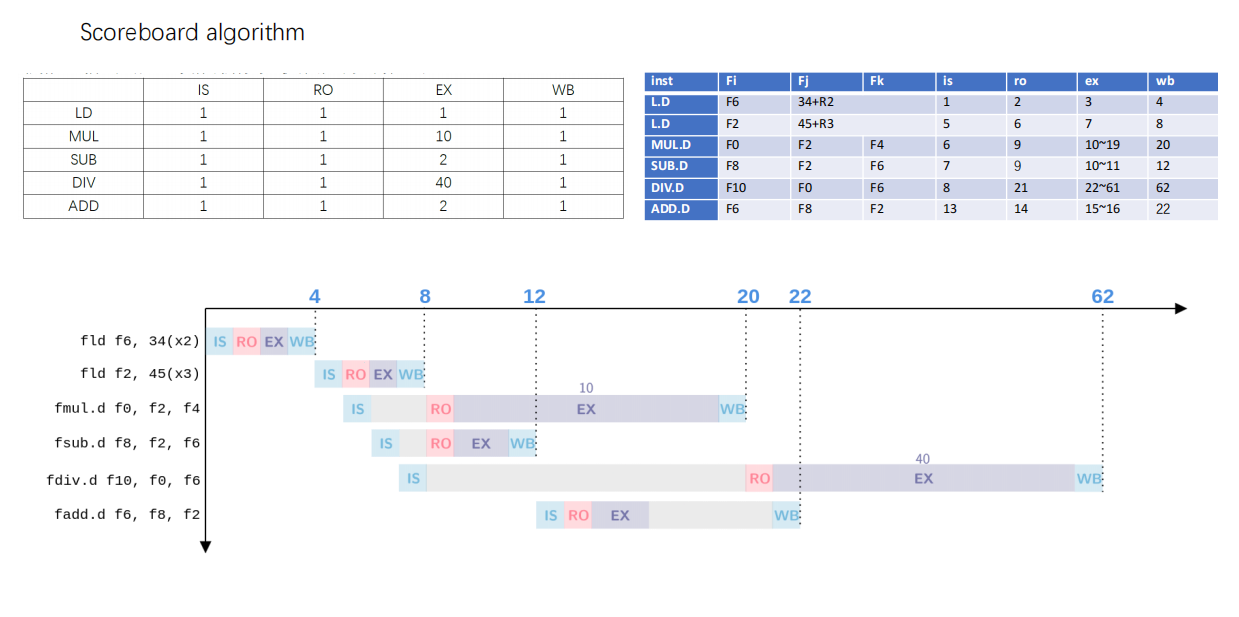 Scoreboard algorithm
IS RO EX WB
LD 1 1 1 1
MUL 1 1 10 1
SUB 1 1 2 1
DIV 1 1 40 1
ADD 1 1 2 1
inst Fi Fj Fk is ro ex wb
L.D F6 34+R2 1 2 3 4
L.D F2 45+R3 5 6 7 8
MUL.D F0 F2 F4 6 9 10~19 20
SUB.D F8 F2 F6 7 9 10~11 12
DIV.D F10 F0 F6 8 21 22~61 62
ADD.D F6 F8 F2 13 14 15~16 22
4 8 12 20 22 62
fld f6, 34(x2) IS RO EX WB
fld f2, 45(x3) IS RO EX WB
10
fmul.d f0, f2, f4 IS RO EX WB
fsub.d f8, f2, f6 IS RO EX WB
40
fdiv.d f10, f0, f6 IS RO EX WB
fadd.d f6, f8, f2 IS RO EX WB